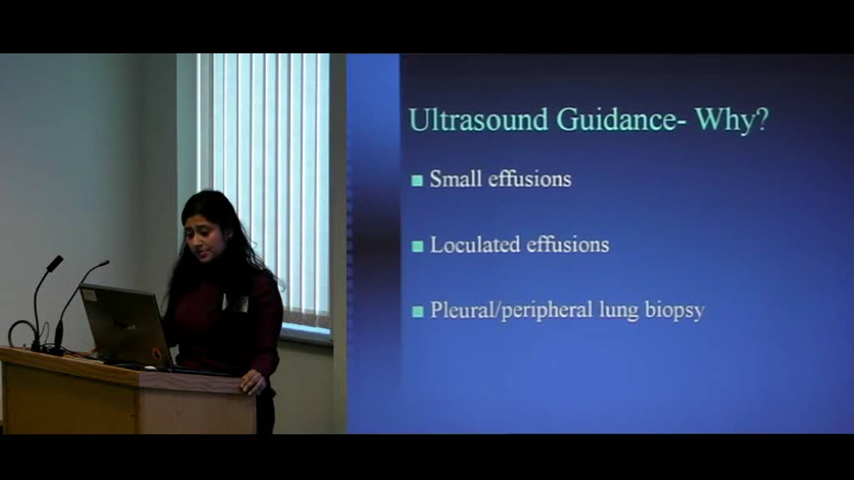 Ultrasound Guidance- Why?
Small effusions
Loculated effusions
Pleural/peripheral lung biopsy